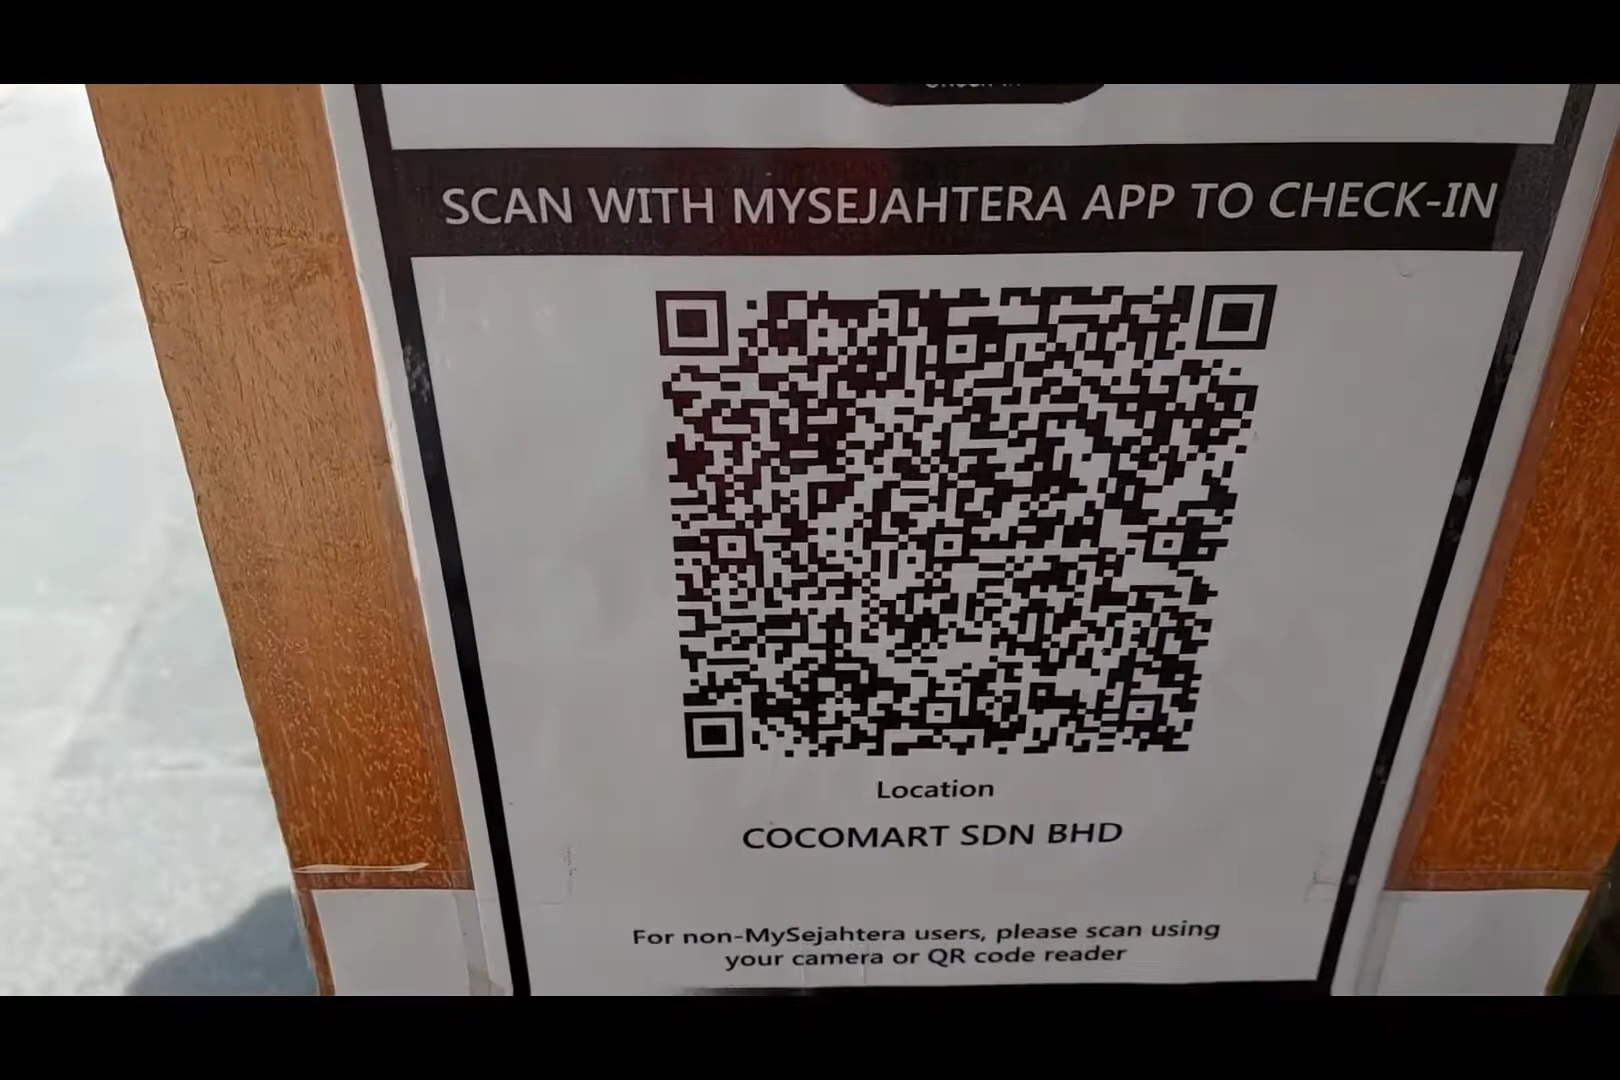 SCAN WITH MYSEJAHTERA APP TO CHECK-IN
Location
COCOMART SDN BHD
For non-MySejahtera users, please scan using
your camera or QR code reader